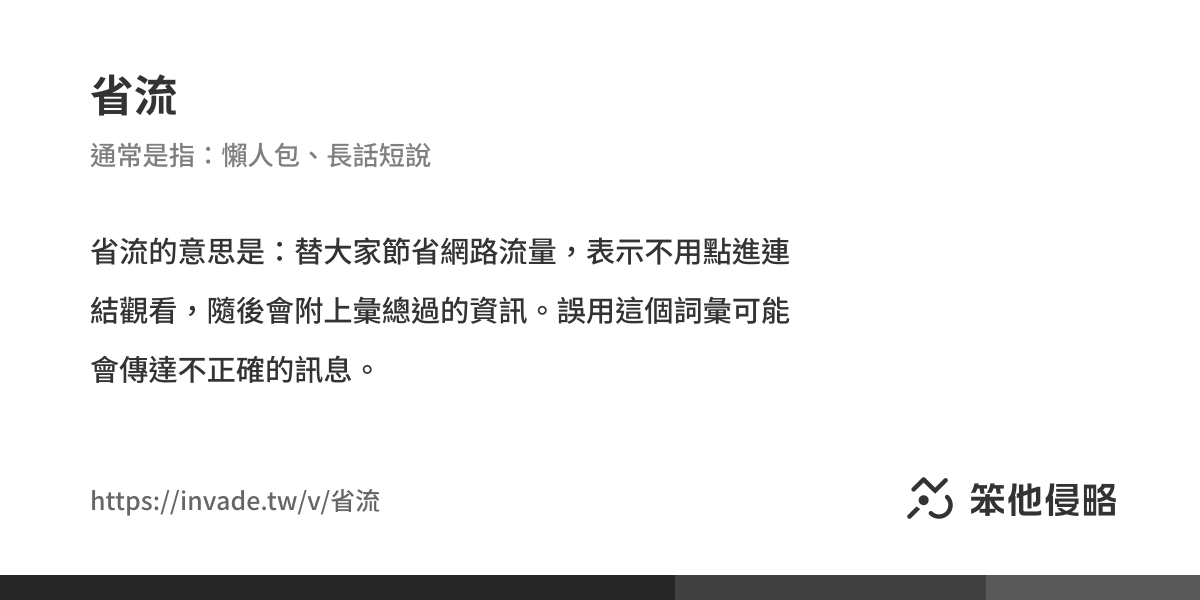 省流
通常是指：懶人包、長話短說
省流的意思是：替大家節省網路流量，表示不用點進連
結觀看，隨後會附上彙總過的資訊。誤用這個詞彙可能
會傳達不正確的訊息。
https://invade.tw/v/省流
笨他侵略